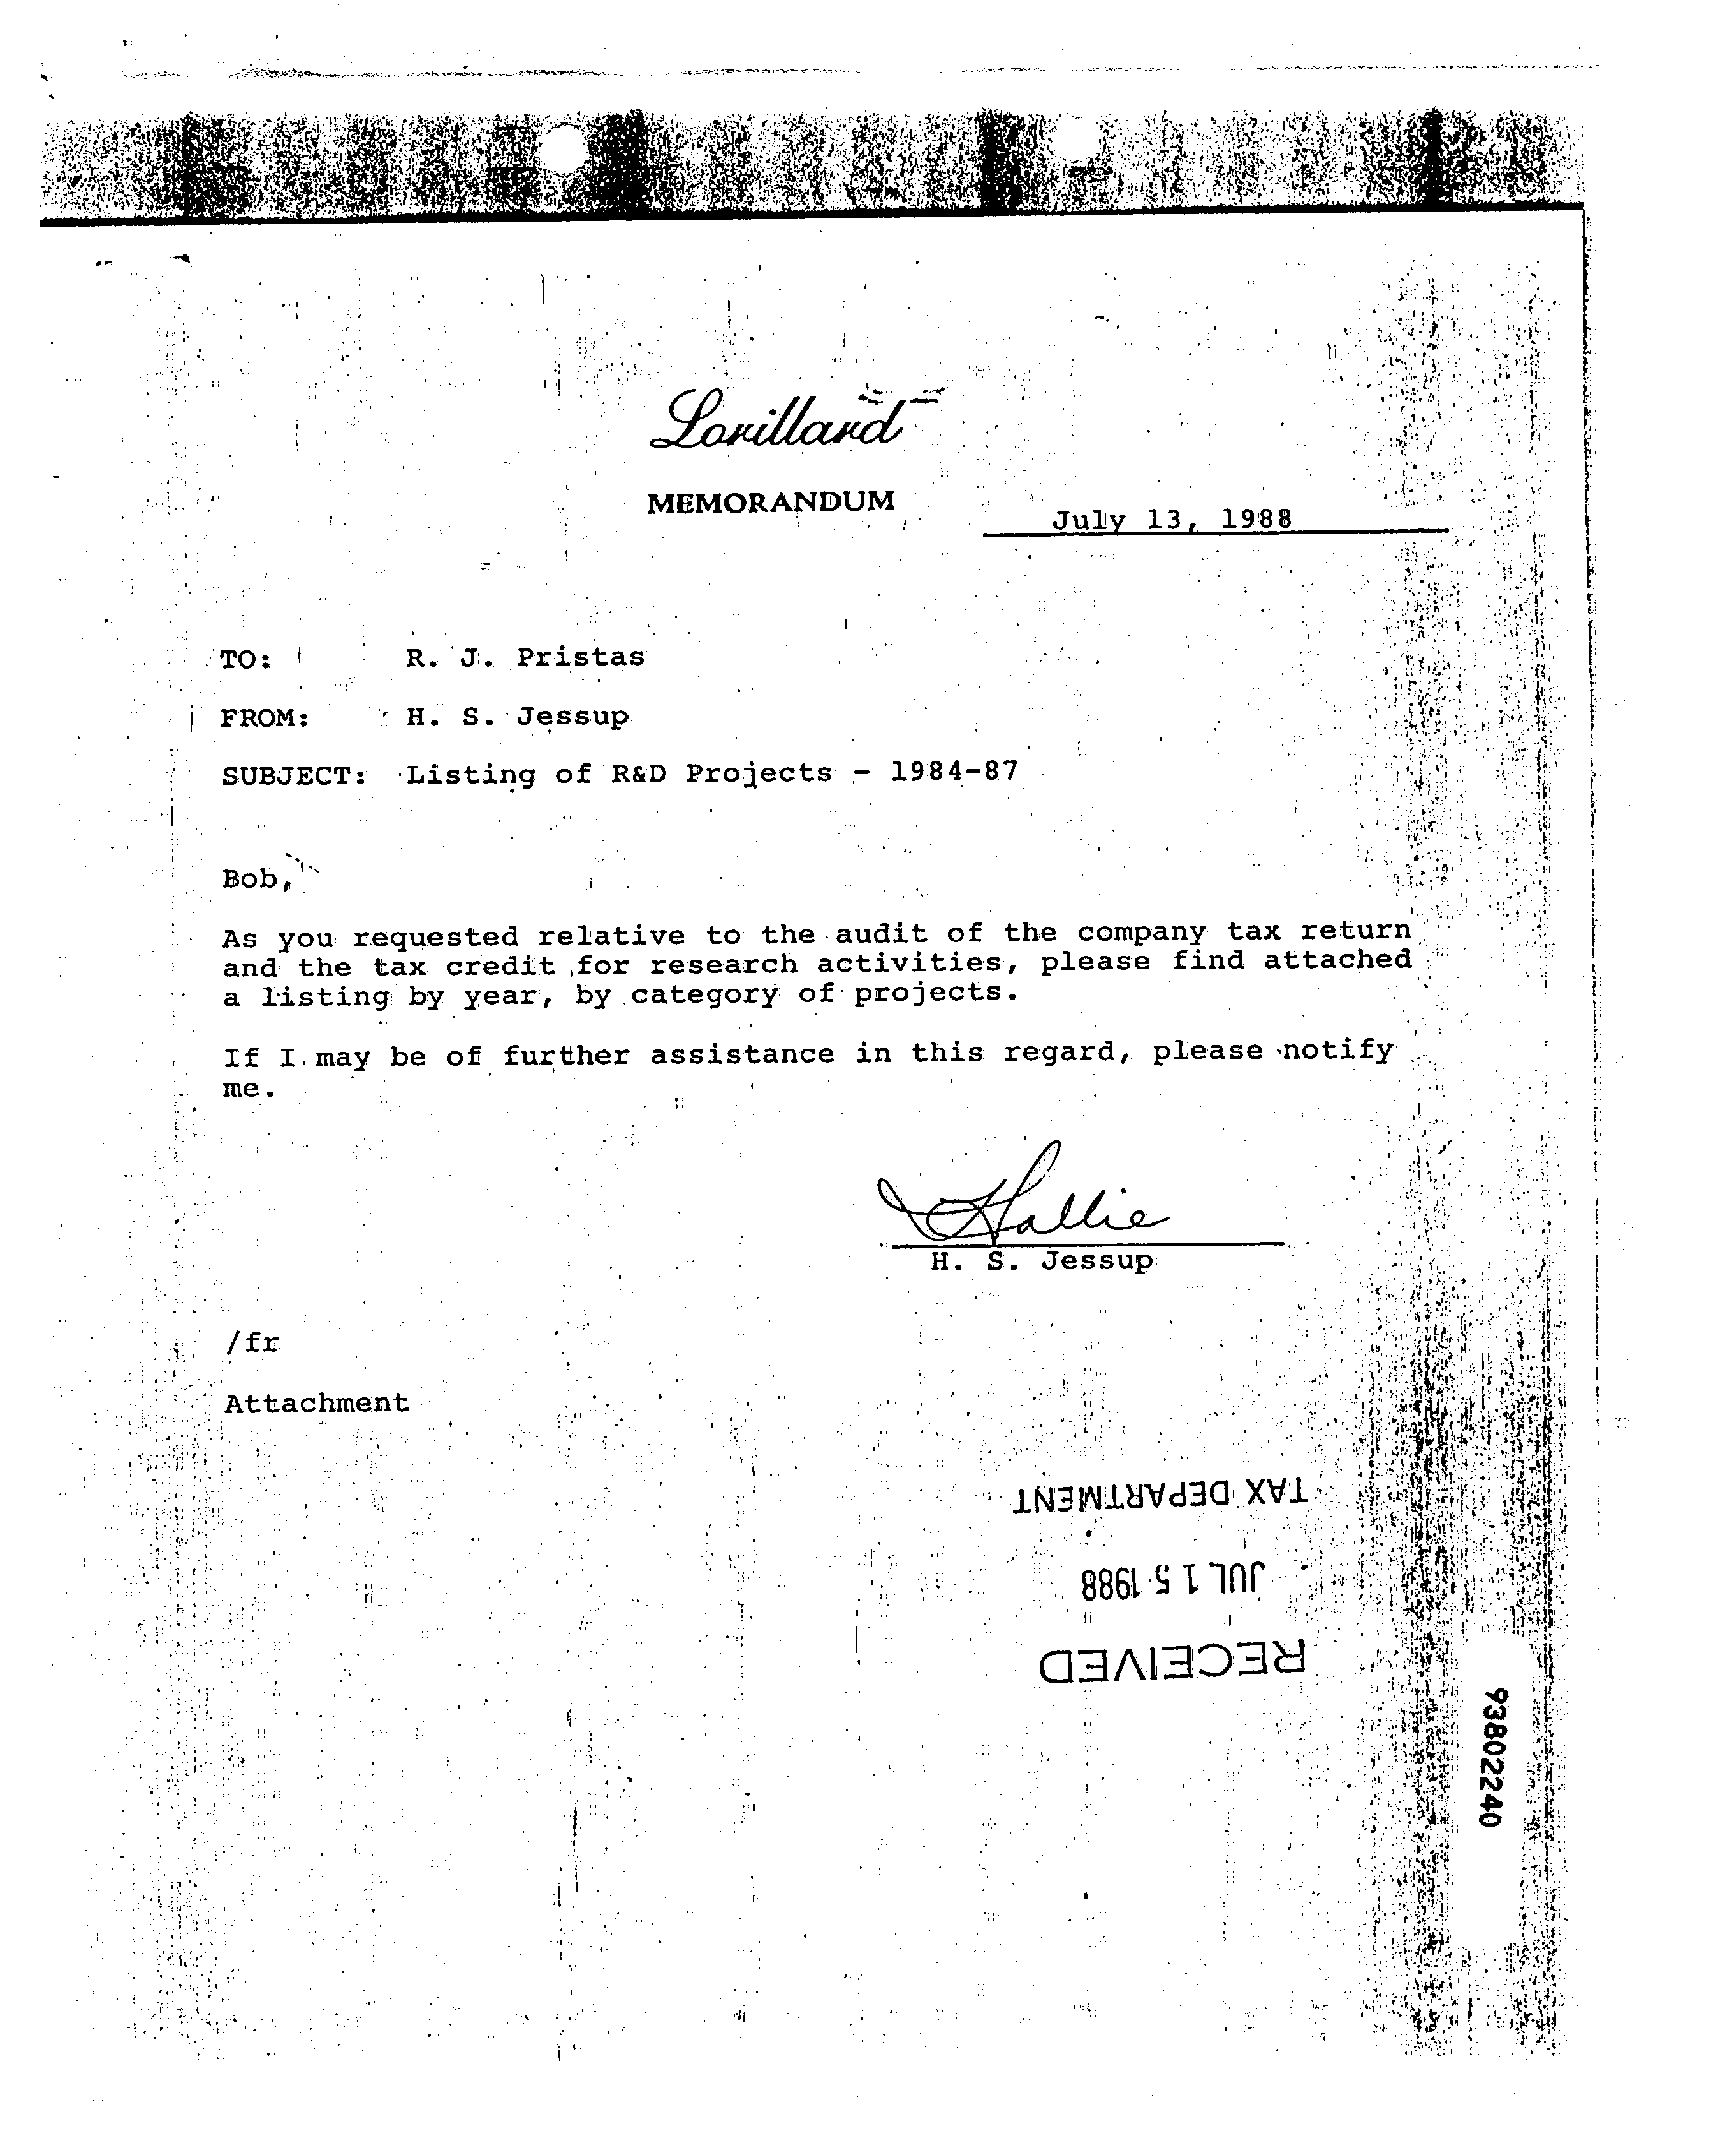 Lorillard
MEMORANDUM
July 13, 1988
TO: R. J. Pristas
FROM: H. S. Jessup
SUBJECT: Listing of R&D Projects - 1984-87
Bob,
As you requested relative to the audit of the company tax return
and the tax credit for research activities, please find attached
a listing by year, by category of projects.
If I may be of further assistance in this regard, please notify
me.
Hallie
H. S. Jessup
/fr
Attachment
RECEIVED
JUL 15 1988
TAX DEPARTMENT
93802240